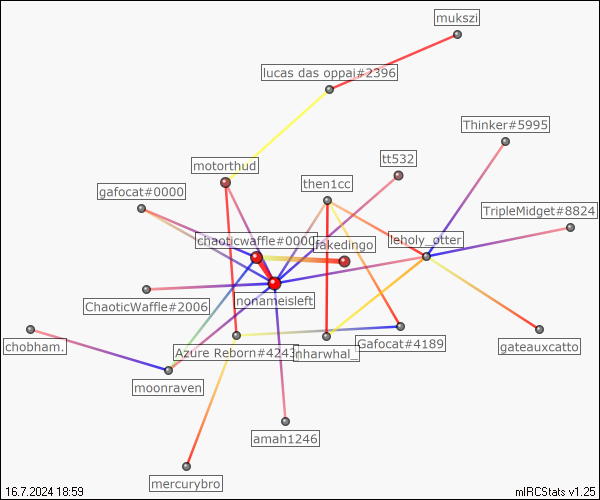 mukszi
lucas das oppai#2396
Thinker#5995
motorthud
tt532
then1cc
gafocat#0000
TripleMidget#8824
chaoticwaffle#0000
fakedingo
leholy_otter
nonameisleft
ChaoticWaffle#2006
chobham.
Azure Reborn#4243
nharwhal_
Gafocat#4189
gateauxcatto
moonraven
amah1246
mercurybro
16.7.2024 18:59
mIRCStats v1.25